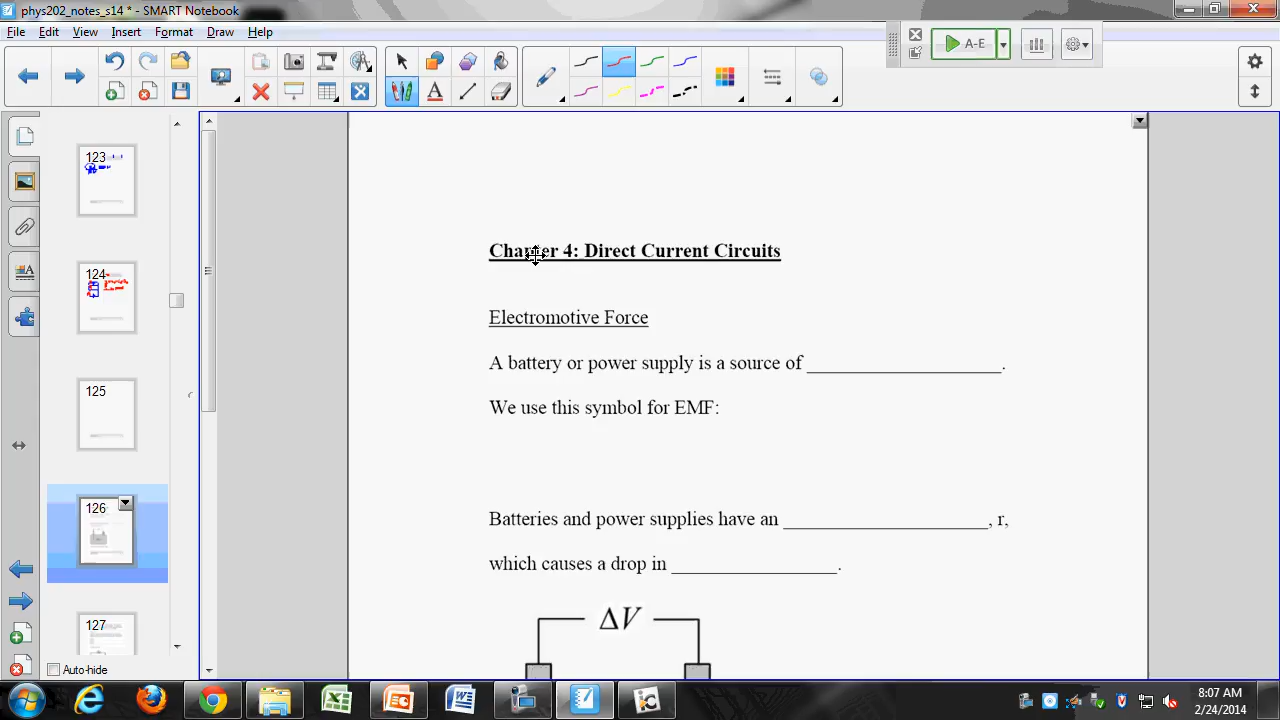 phys202_notes_s14 * - SMART Notebook
File Edit View Insert Format Draw Help
A-E
A
123
124
125
126
127
Auto-hide
Chapter 4: Direct Current Circuits
Electromotive Force
A battery or power supply is a source of ____________________.
We use this symbol for EMF:
Batteries and power supplies have an _____________________, r,
which causes a drop in _________________.
ΔV
8:07 AM
2/24/2014